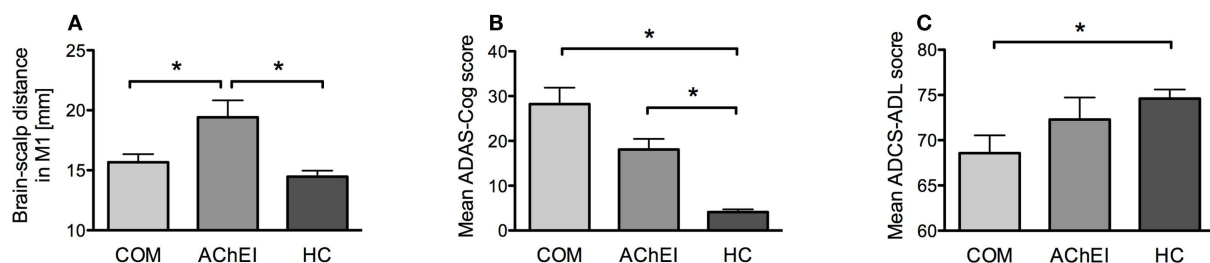 A
Brain-scalp distance
in M1 [mm]
25
20
15
10
*
*
COM
AChEI
HC
B
Mean ADAS-Cog score
40
30
20
10
0
*
*
COM
AChEI
HC
C
Mean ADCS-ADL socre
80
75
70
65
60
*
COM
AChEI
HC